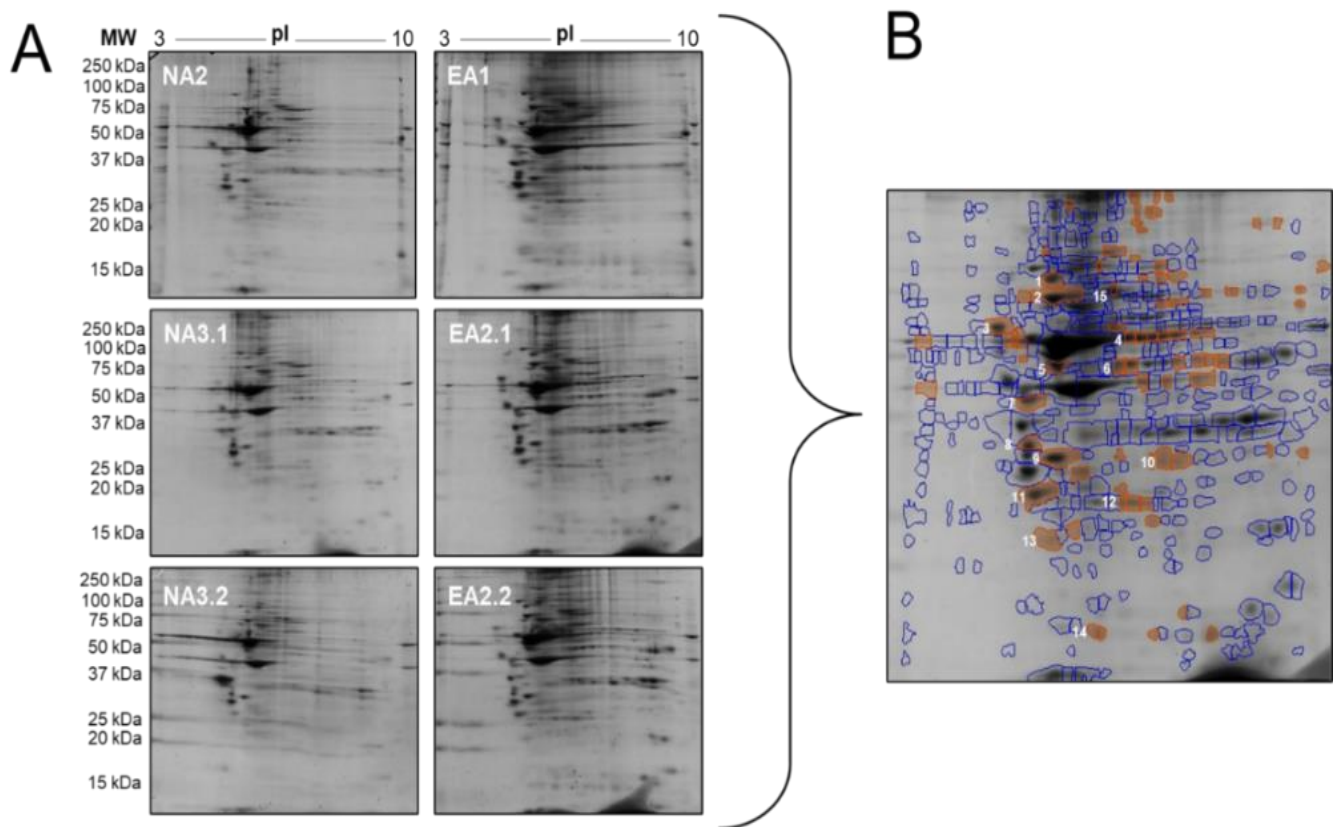 A
B
MW 3 pI 10 3 pI 10
250 kDa
100 kDa
75 kDa
50 kDa
37 kDa
25 kDa
20 kDa
15 kDa
NA2
EA1
250 kDa
100 kDa
75 kDa
50 kDa
37 kDa
25 kDa
20 kDa
15 kDa
NA3.1
EA2.1
250 kDa
100 kDa
75 kDa
50 kDa
37 kDa
25 kDa
20 kDa
15 kDa
NA3.2
EA2.2
1
2 15
3 4
5 6
7
8
9 10
11 12
13
14